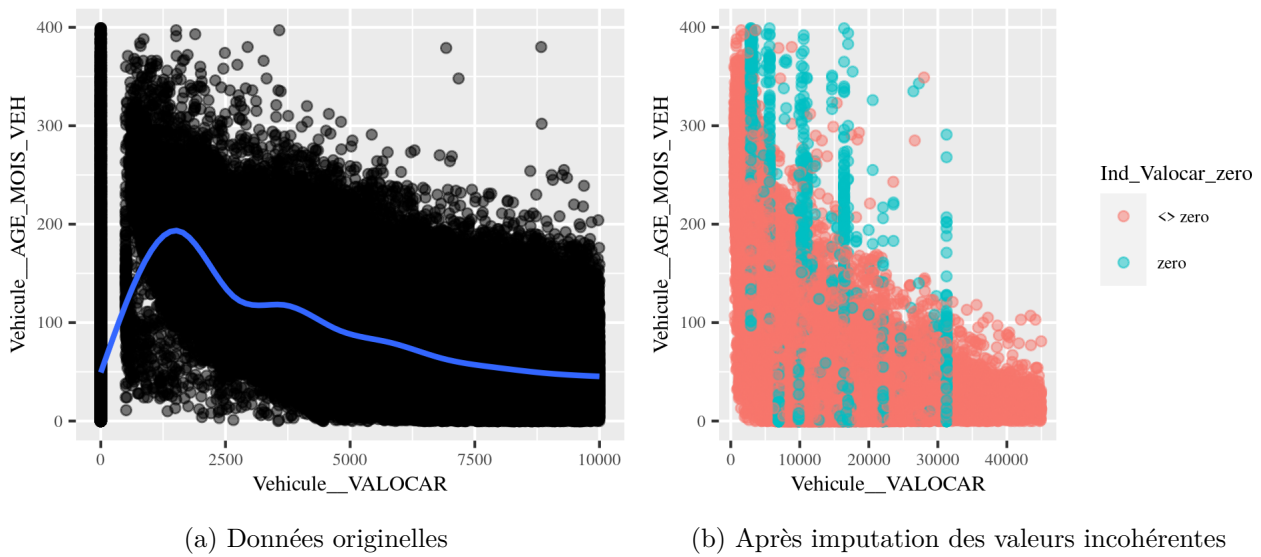 400
300
200
100
0
Vehicule__AGE_MOIS_VEH
0 2500 5000 7500 10000
Vehicule__VALOCAR
(a) Données originelles
400
300
200
100
0
Vehicule__AGE_MOIS_VEH
0 10000 20000 30000 40000
Vehicule__VALOCAR
Ind_Valocar_zero
<> zero
zero
(b) Après imputation des valeurs incohérentes